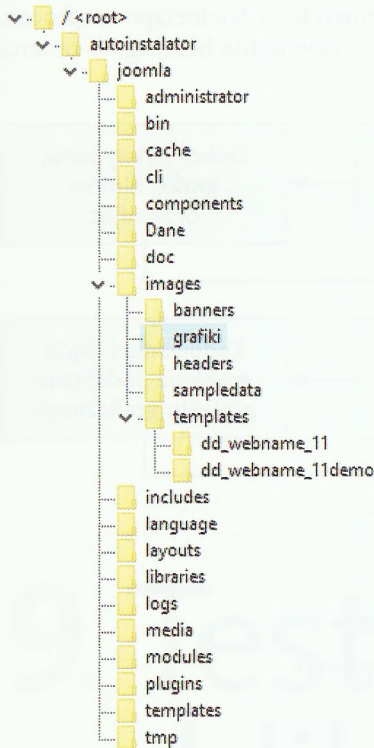 / <root>
autoinstalator
joomla
administrator
bin
cache
cli
components
Dane
doc
images
banners
grafiki
headers
sampledata
templates
dd_webname_11
dd_webname_11demo
includes
language
layouts
libraries
logs
media
modules
plugins
templates
tmp